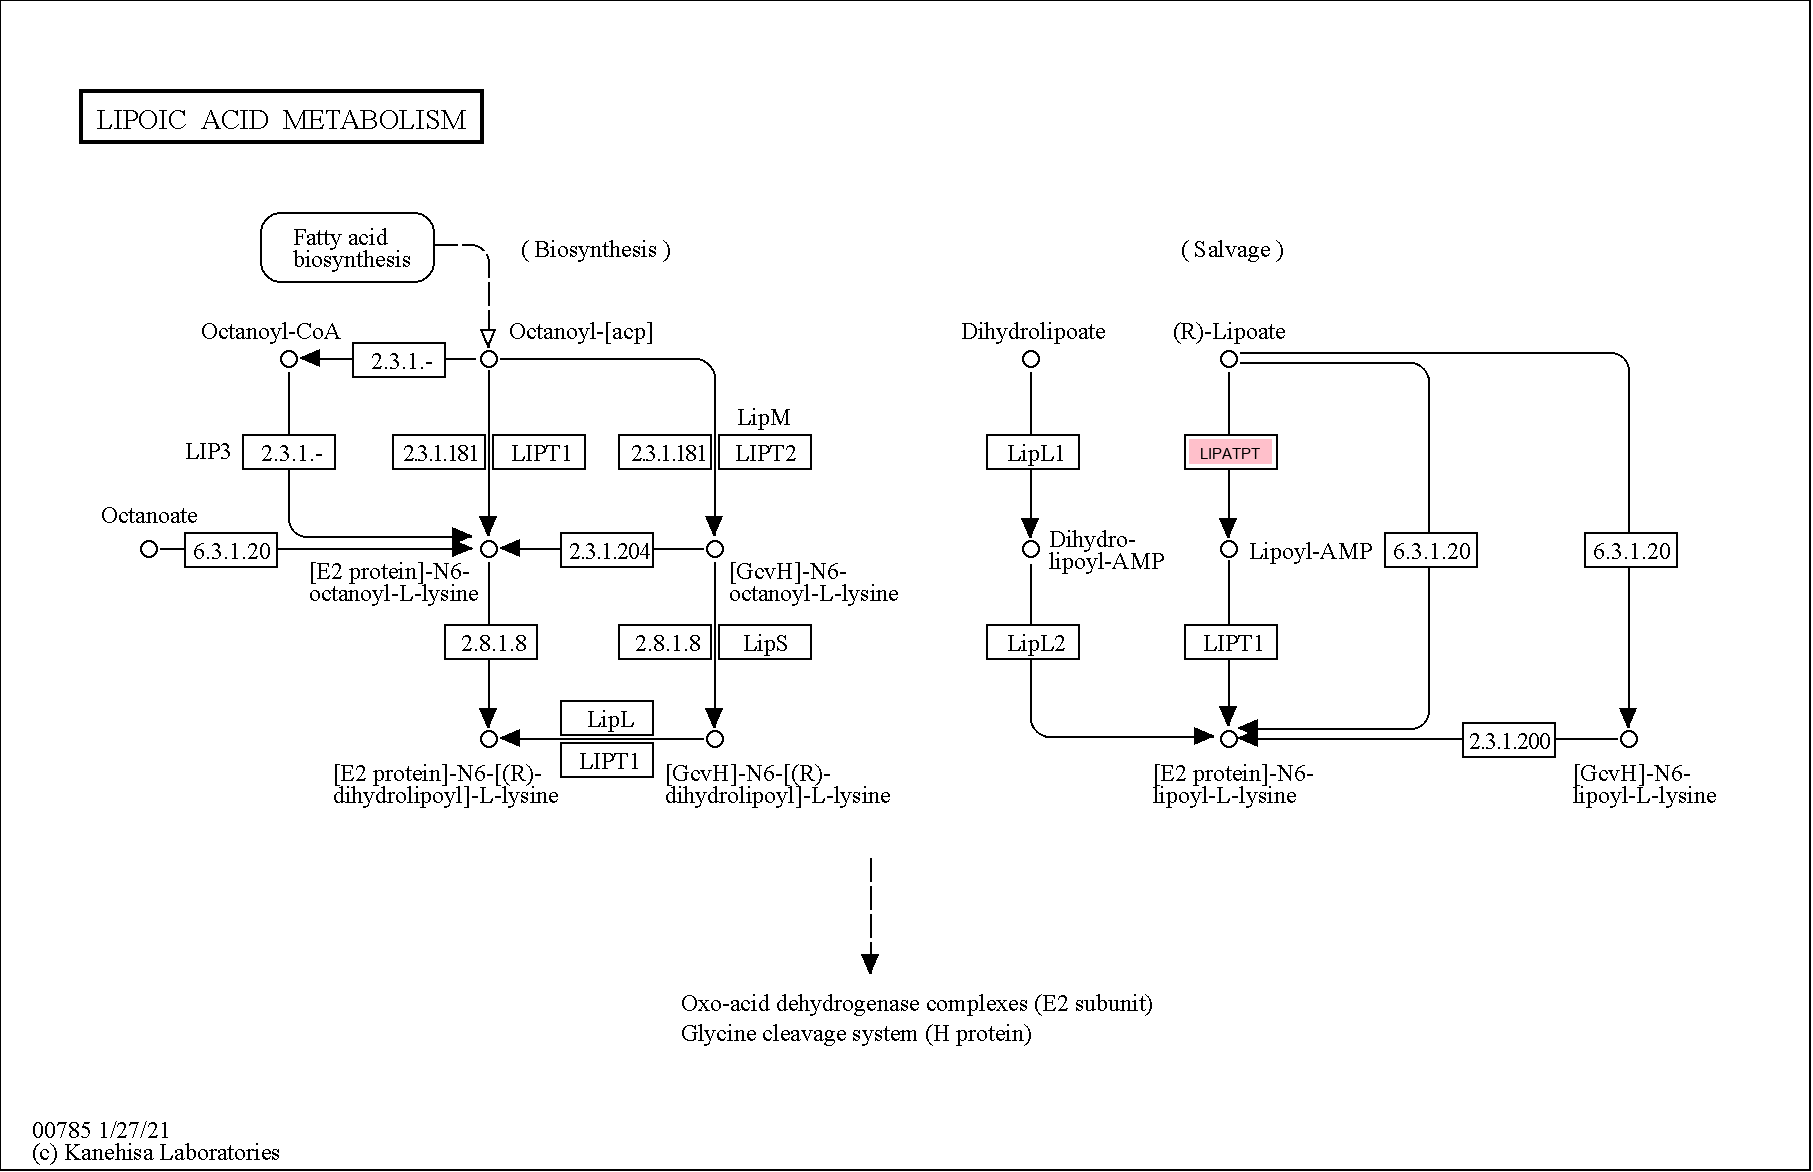 LIPOIC ACID METABOLISM
Fatty acid
biosynthesis
( Biosynthesis )
( Salvage )
Octanoyl-CoA
Octanoyl-[acp]
Dihydrolipoate
(R)-Lipoate
2.3.1.-
LipM
LIP3
2.3.1.-
2.3.1.181
LIPT1
2.3.1.181
LIPT2
LipL1
LIPATPT
Octanoate
6.3.1.20
2.3.1.204
Dihydro-
lipoyl-AMP
Lipoyl-AMP
6.3.1.20
6.3.1.20
[E2 protein]-N6-
octanoyl-L-lysine
[GcvH]-N6-
octanoyl-L-lysine
2.8.1.8
2.8.1.8
LipS
LipL2
LIPT1
LipL
LIPT1
2.3.1.200
[E2 protein]-N6-[(R)-
dihydrolipoyl]-L-lysine
[GcvH]-N6-[(R)-
dihydrolipoyl]-L-lysine
[E2 protein]-N6-
lipoyl-L-lysine
[GcvH]-N6-
lipoyl-L-lysine
Oxo-acid dehydrogenase complexes (E2 subunit)
Glycine cleavage system (H protein)
00785 1/27/21
(c) Kanehisa Laboratories